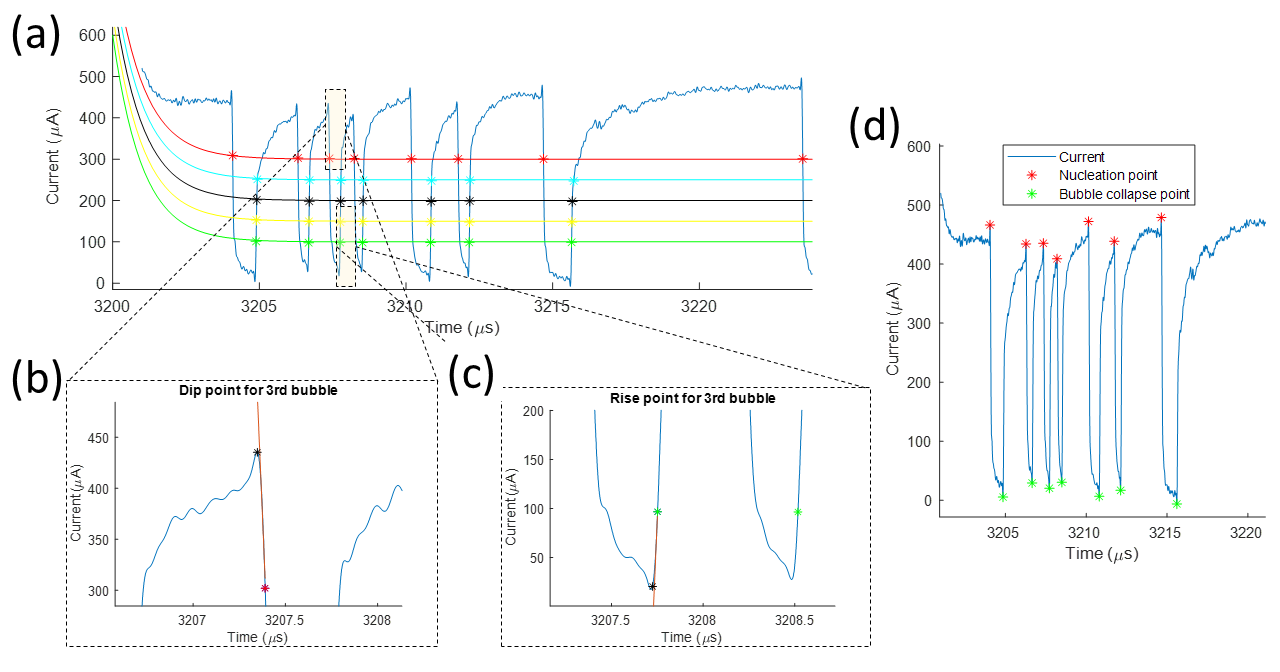 (a)
600
500
400
300
200
100
0
Current (μA)
3200
3205
3210
3215
3220
Time (μs)
(b)
Dip point for 3rd bubble
450
400
350
300
Current(μA)
3207
3207.5
3208
Time (μs)
(c)
Rise point for 3rd bubble
200
150
100
50
Current (μA)
3207.5
3208
3208.5
Time (μs)
(d)
600
500
400
300
200
100
0
Current (μA)
Current
Nucleation point
Bubble collapse point
3205
3210
3215
3220
Time (μs)